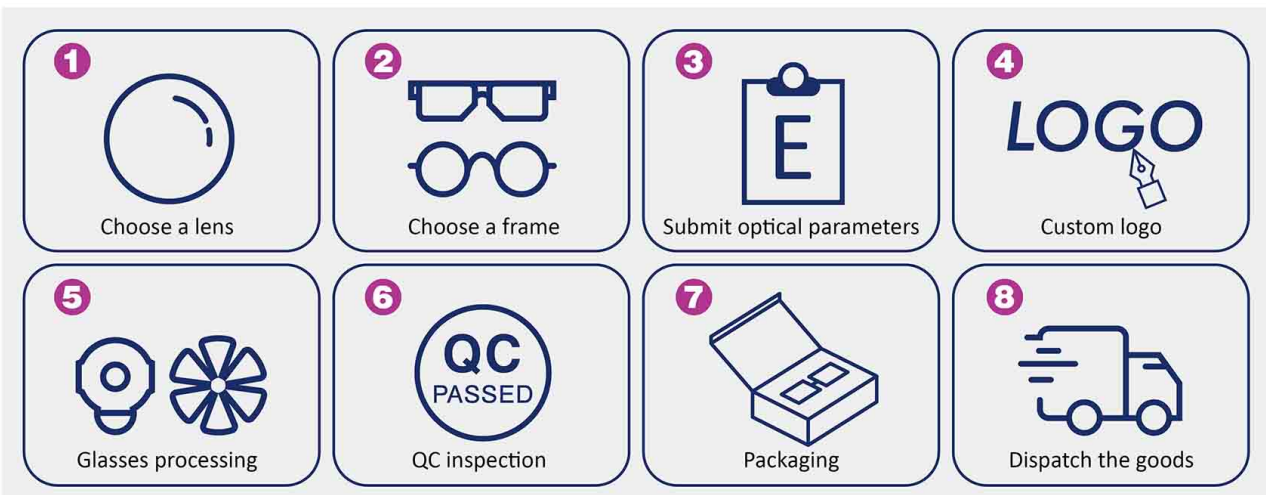 1
Choose a lens
2
Choose a frame
3
E
Submit optical parameters
4
LOGO
Custom logo
5
Glasses processing
6
QC
PASSED
QC inspection
7
Packaging
8
Dispatch the goods